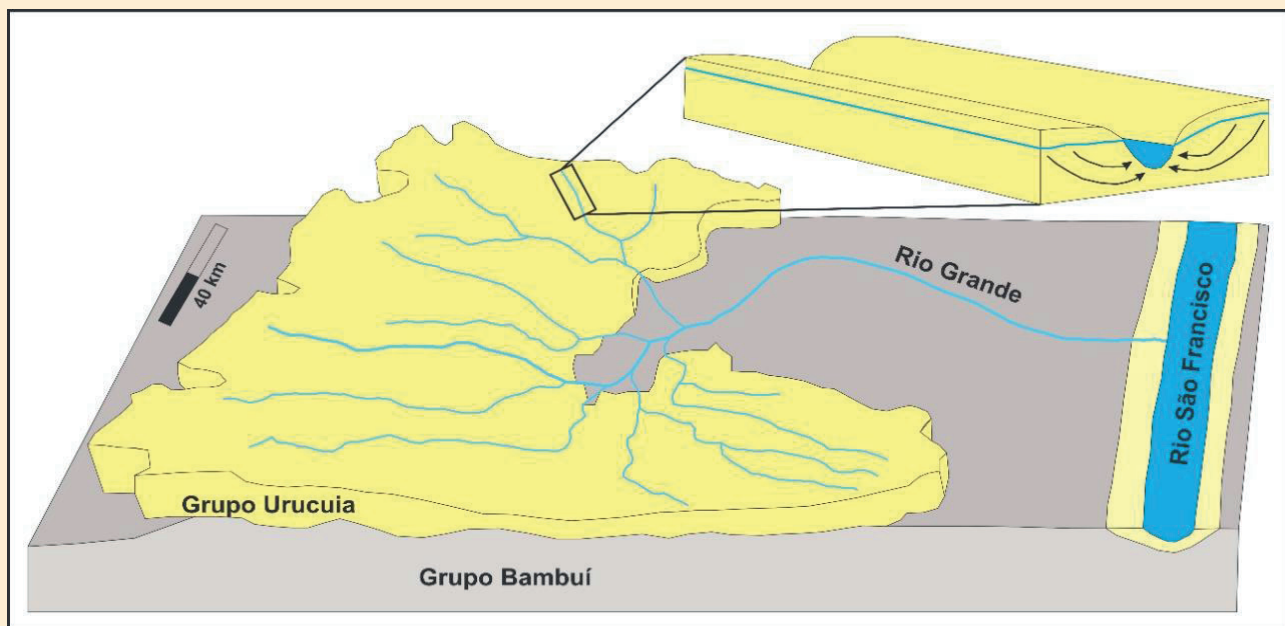 40 km
Rio Grande
Rio São Francisco
Grupo Urucuia
Grupo Bambuí